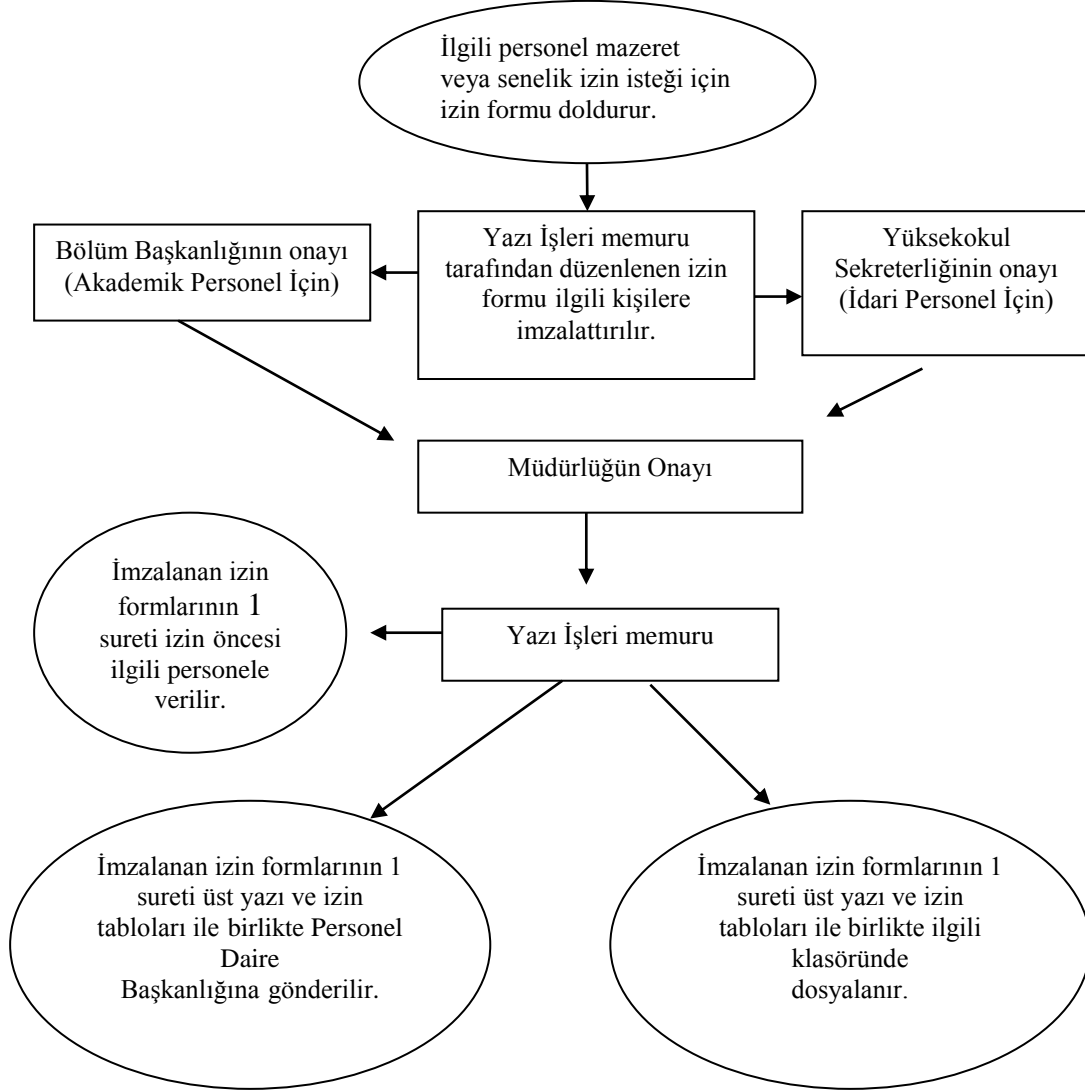 İlgili personel mazeret
veya senelik izin isteği için
izin formu doldurur.
Bölüm Başkanlığının onayı
(Akademik Personel İçin)
Yazı İşleri memuru
tarafından düzenlenen izin
formu ilgili kişilere
imzalattırılır.
Yüksekokul
Sekreterliğinin onayı
(İdari Personel İçin)
Müdürlüğün Onayı
İmzalanan izin
formlarının 1
sureti izin öncesi
ilgili personele
verilir.
Yazı İşleri memuru
İmzalanan izin formlarının 1
sureti üst yazı ve izin
tabloları ile birlikte Personel
Daire
Başkanlığına gönderilir.
İmzalanan izin formlarının 1
sureti üst yazı ve izin
tabloları ile birlikte ilgili
klasöründe
dosyalanır.